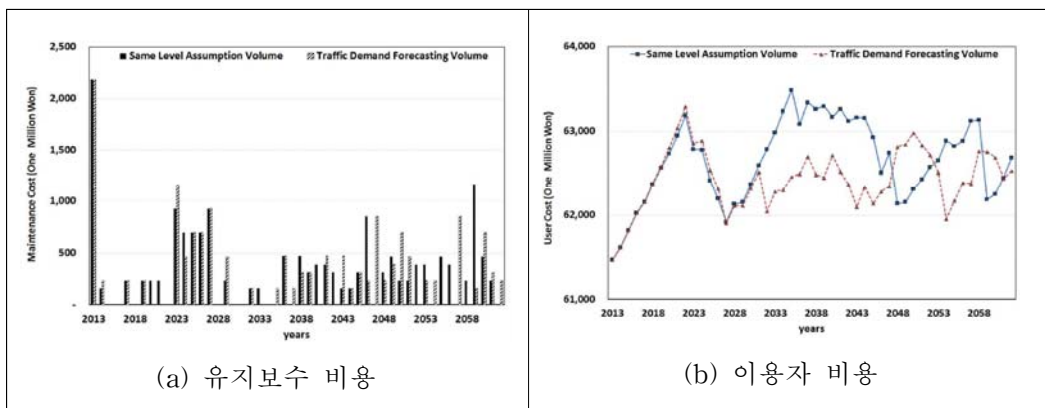 2,500
Same Level Assumption Volume
Traffic Demand Forecasting Volume
2,000
1,500
1,000
500
-
Maintenance Cost (One Million Won)
2013 2018 2023 2028 2033 2038 2043 2048 2053 2058
years
(a) 유지보수 비용
64,000
Same Level Assumption Volume
Traffic Demand Forecasting Volume
63,000
62,000
61,000
User Cost (One Million Won)
2013 2018 2023 2028 2033 2038 2043 2048 2053 2058
years
(b) 이용자 비용